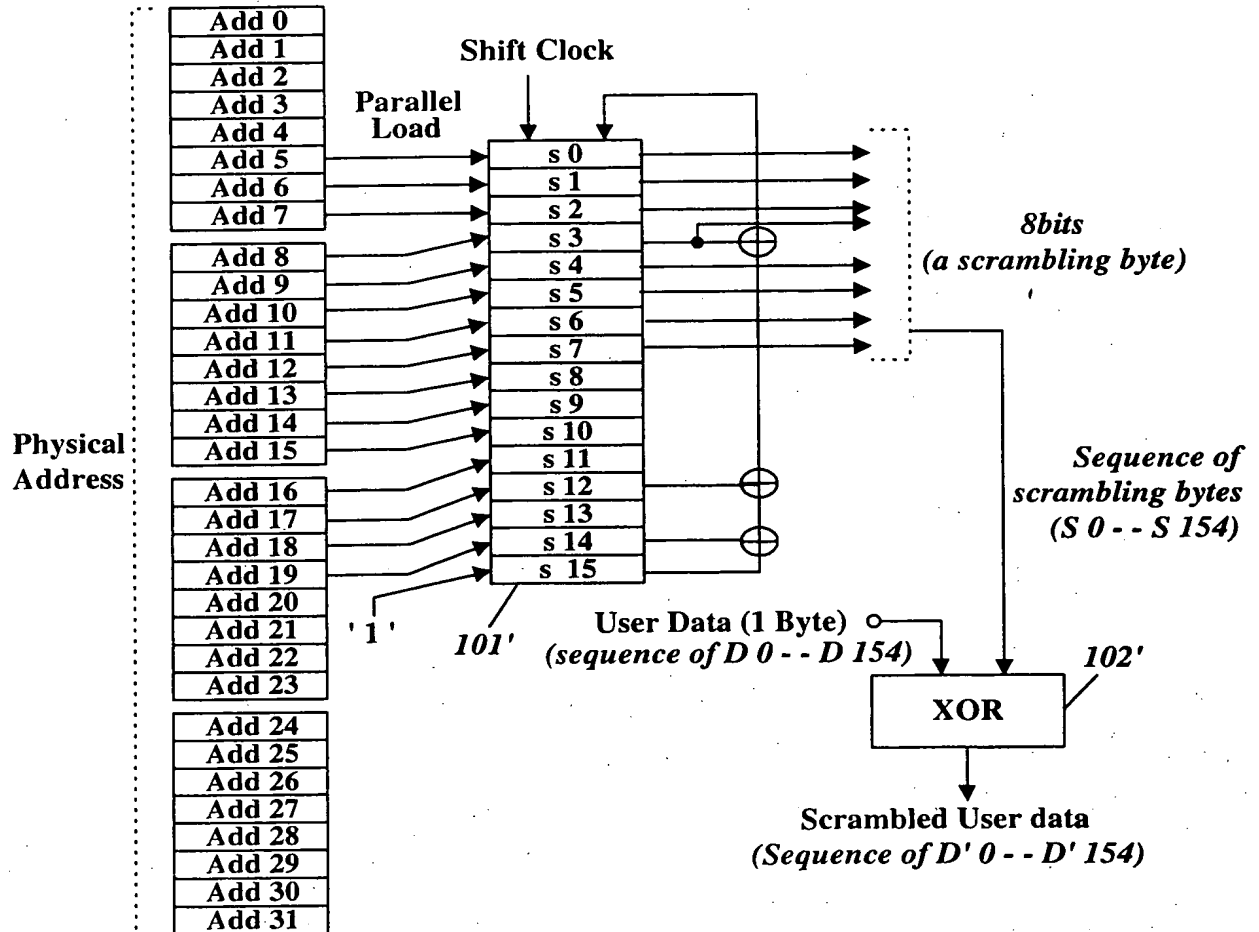 Add 0
Add 1
Add 2
Add 3
Add 4
Add 5
Add 6
Add 7
Add 8
Add 9
Add 10
Add 11
Add 12
Add 13
Add 14
Add 15
Add 16
Add 17
Add 18
Add 19
Add 20
Add 21
Add 22
Add 23
Add 24
Add 25
Add 26
Add 27
Add 28
Add 29
Add 30
Add 31
Physical
Address
Parallel
Load
Shift Clock
s 0
s 1
s 2
s 3
s 4
s 5
s 6
s 7
s 8
s 9
s 10
s 11
s 12
s 13
s 14
s 15
' 1 '
101'
8bits
(a scrambling byte)
Sequence of
scrambling bytes
(S 0 - - S 154)
User Data (1 Byte)
(sequence of D 0 - - D 154)
102'
XOR
Scrambled User data
(Sequence of D' 0 - - D' 154)